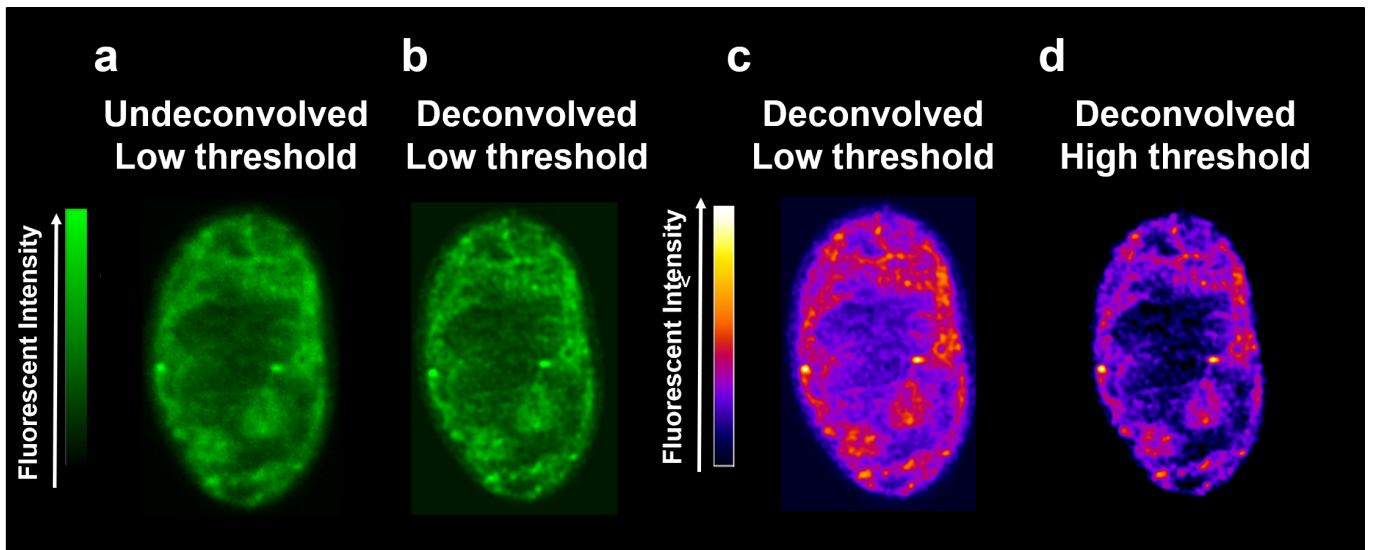 a
Undeconvolved
Low threshold
b
Deconvolved
Low threshold
c
Deconvolved
Low threshold
d
Deconvolved
High threshold
Fluorescent Intensity
Fluorescent Intensity
v